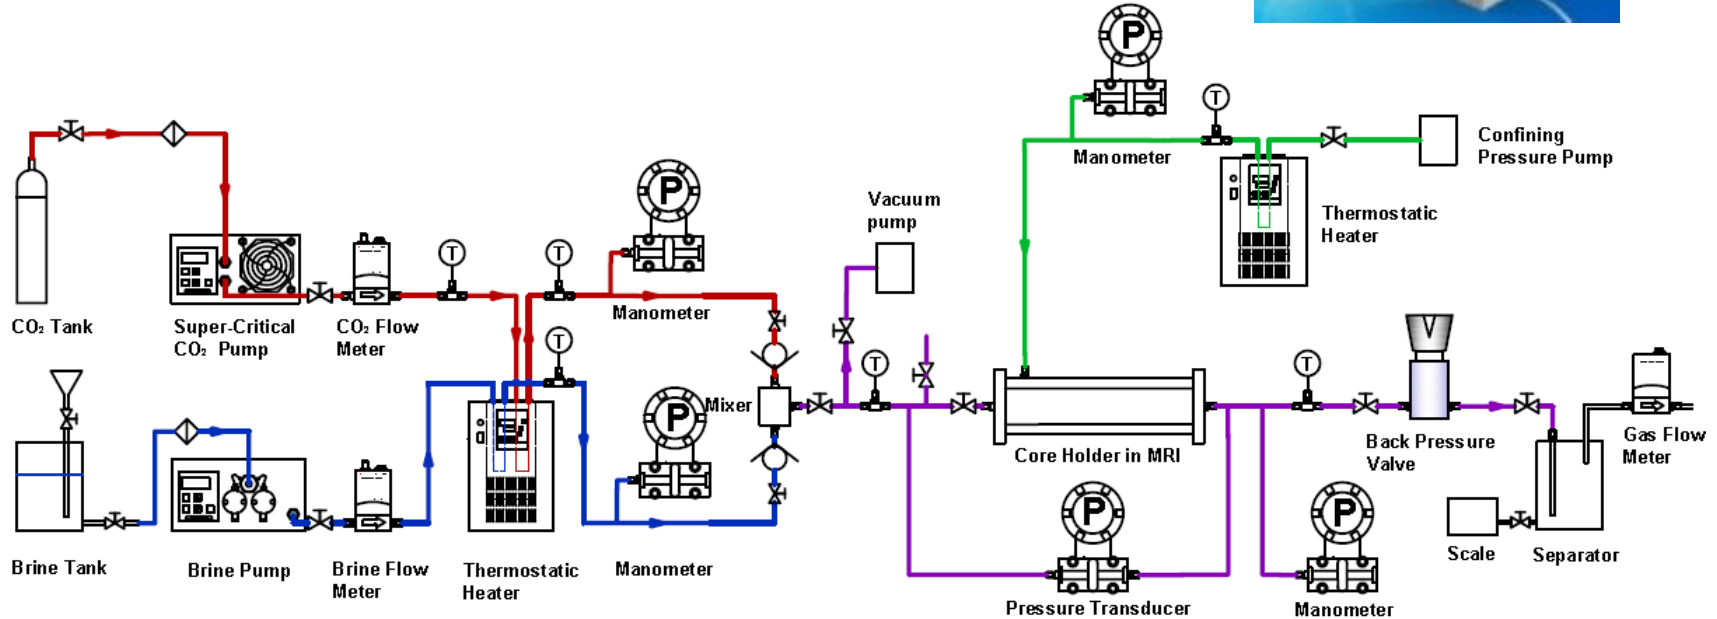 P
Manometer
T
Confining
Pressure Pump
Thermostatic
Heater
CO₂ Tank
Super-Critical
CO₂ Pump
CO₂ Flow
Meter
T
T
P
Manometer
Vacuum
pump
T
Mixer
T
Core Holder in MRI
T
V
Back Pressure
Valve
Gas Flow
Meter
Brine Tank
Brine Pump
Brine Flow
Meter
Thermostatic
Heater
P
Manometer
P
Pressure Transducer
P
Manometer
Scale
Separator